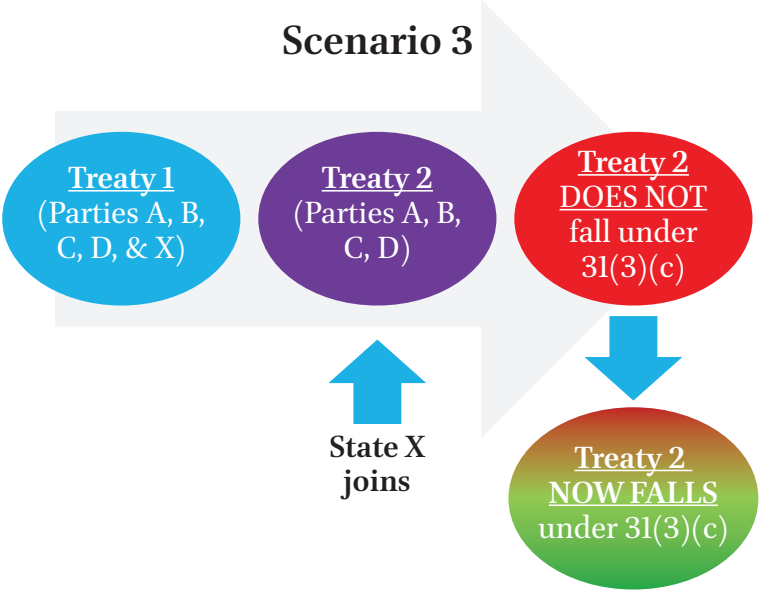 Scenario 3
Treaty 1
(Parties A, B,
C, D, & X)
Treaty 2
(Parties A, B,
C, D)
Treaty 2
DOES NOT
fall under
31(3)(c)
State X
joins
Treaty 2
NOW FALLS
under 31(3)(c)